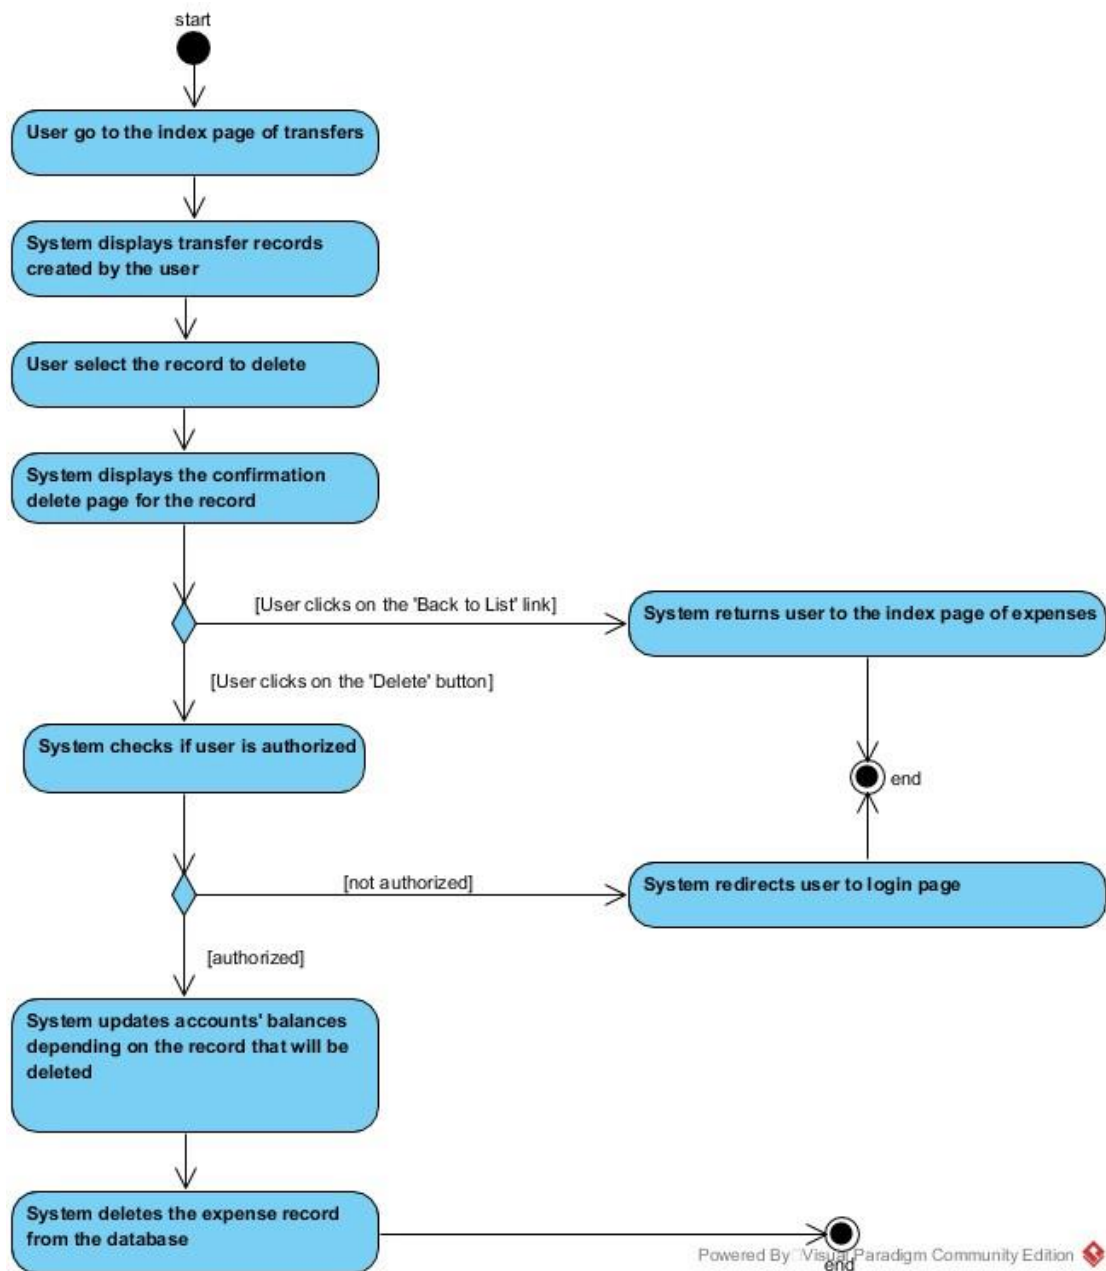 start
User go to the index page of transfers
System displays transfer records
created by the user
User select the record to delete
System displays the confirmation
delete page for the record
[User clicks on the 'Back to List' link]
System returns user to the index page of expenses
[User clicks on the 'Delete' button]
System checks if user is authorized
end
[not authorized]
System redirects user to login page
[authorized]
System updates accounts' balances
depending on the record that will be
deleted
System deletes the expense record
from the database
Powered By Visual Paradigm Community Edition
end